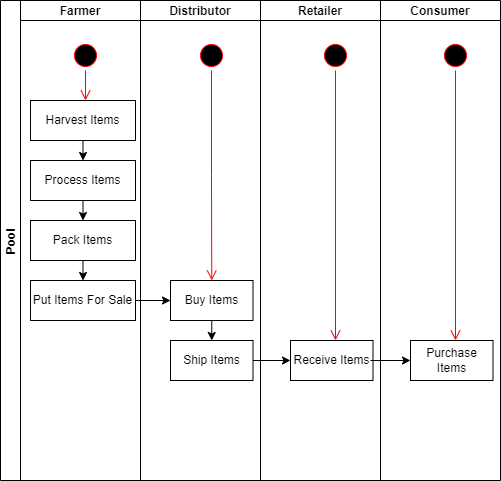 Farmer
Distributor
Retailer
Consumer
Pool
Harvest Items
Process Items
Pack Items
Put Items For Sale
Buy Items
Ship Items
Receive Items
Purchase
Items